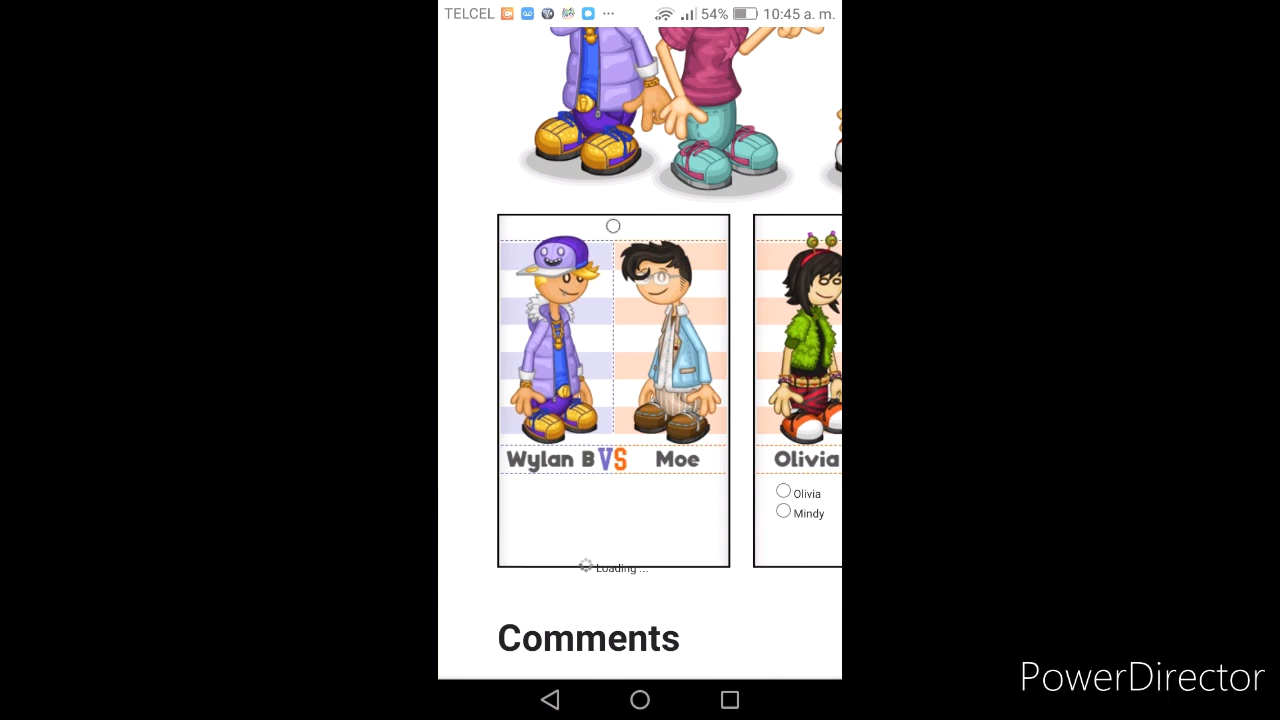 TELCEL 54% 10:45 a. m.
Wylan B VS Moe
Olivia
Olivia
Mindy
Loading ...
Comments
PowerDirector